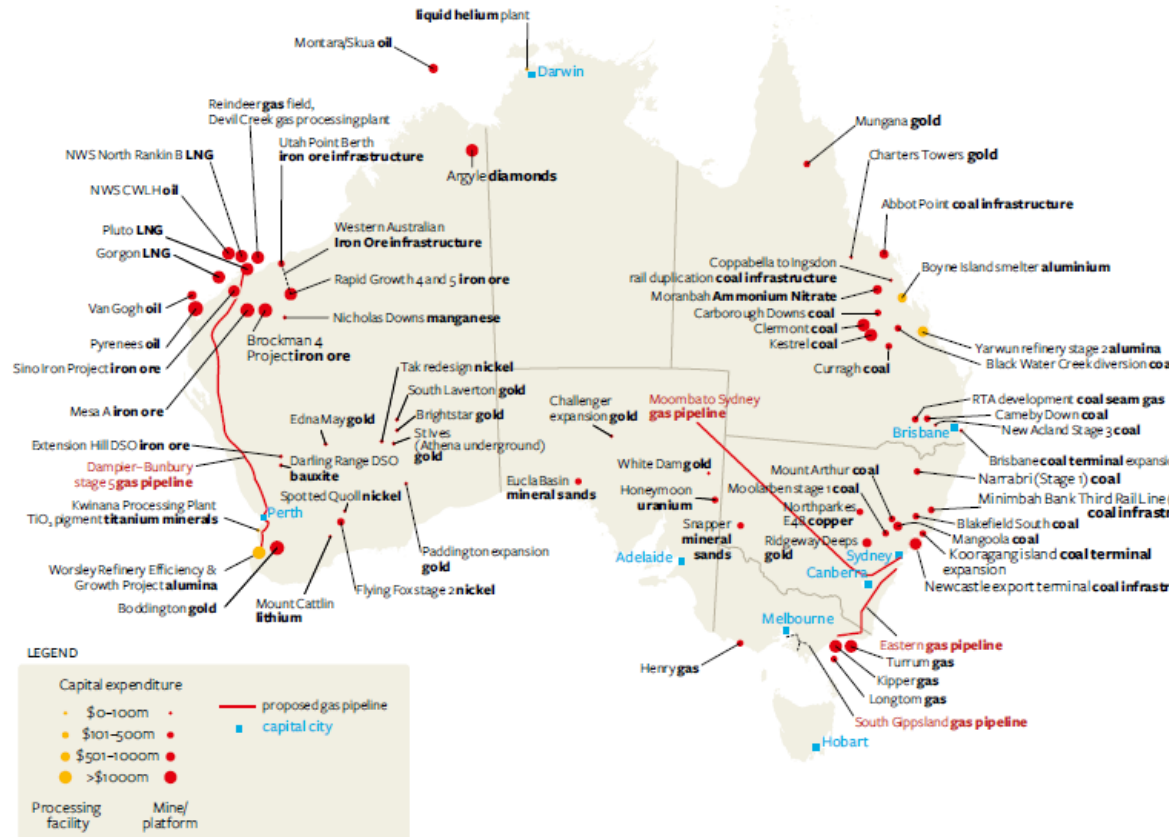 liquid helium plant
Montara/Skua oil
Darwin
Reindeer gas field,
Devil Creek gas processing plant
Utah Point Berth
iron ore infrastructure
NWS North Rankin B LNG
Argyle diamonds
NWS CWLH oil
Western Australian
Iron Ore infrastructure
Pluto LNG
Gorgon LNG
Rapid Growth 4 and 5 iron ore
Van Gogh oil
Nicholas Downs manganese
Pyrenees oil
Brockman 4
Project iron ore
Sino Iron Project iron ore
Mesa A iron ore
Tak redesign nickel
South Laverton gold
Edna May gold
Brightstar gold
St Ives
(Athena underground)
gold
Extension Hill DSO iron ore
Darling Range DSO
bauxite
Dampier–Bunbury
stage 5 gas pipeline
Spotted Quoll nickel
Kwinana Processing Plant
TiO2 pigment titanium minerals
Perth
Worsley Refinery Efficiency &
Growth Project alumina
Boddington gold
Mount Cattlin
lithium
Flying Fox stage 2 nickel
Paddington expansion
gold
Challenger
expansion gold
Eucla Basin
mineral sands
Moomba to Sydney
gas pipeline
White Dam gold
Honeymoon
uranium
Snapper
mineral
sands
Adelaide
Mungana gold
Charters Towers gold
Abbot Point coal infrastructure
Coppabella to Ingsdon
rail duplication coal infrastructure
Boyne Island smelter aluminium
Moranbah Ammonium Nitrate
Carborough Downs coal
Clermont coal
Kestrel coal
Curragh coal
Yarwun refinery stage 2 alumina
Black Water Creek diversion coa
RTA development coal seam gas
Cameby Down coal
New Acland Stage 3 coal
Brisbane
Brisbane coal terminal expansi
Narrabri (Stage 1) coal
Mount Arthur coal
Moolarben stage 1 coal
Minimbah Bank Third Rail Line
coal infrast
Northparkes
E48 copper
Blakefield South coal
Mangoola coal
Ridgeway Deeps
gold
Kooragang island coal terminal
expansion
Sydney
Canberra
Newcastle export terminal coal infrast
Melbourne
Henry gas
Eastern gas pipeline
Turrum gas
Kipper gas
Longtom gas
South Gippsland gas pipeline
Hobart
LEGEND
Capital expenditure
$0–100m
$101–500m
$501–1000m
>$1000m
Processing
facility
Mine/
platform
proposed gas pipeline
capital city